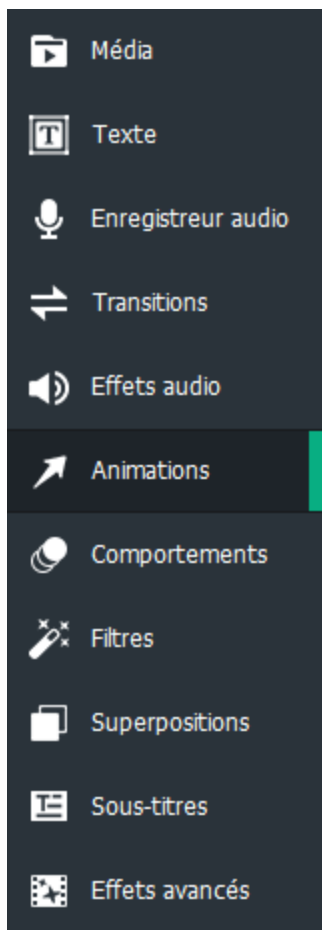 Média
Texte
Enregistreur audio
Transitions
Effets audio
Animations
Comportements
Filtres
Superpositions
Sous-titres
Effets avancés